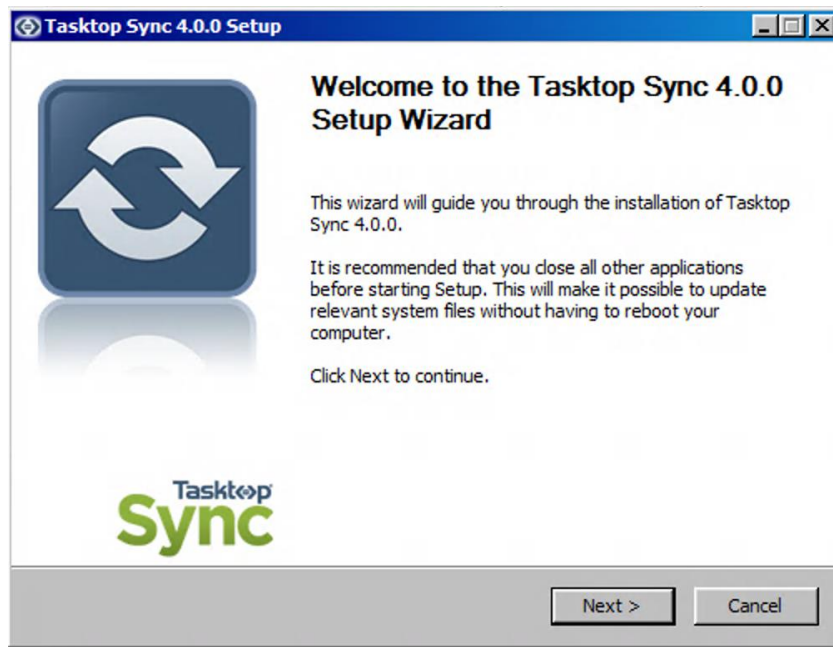 Tasktop Sync 4.0.0 Setup
Welcome to the Tasktop Sync 4.0.0
Setup Wizard
This wizard will guide you through the installation of Tasktop
Sync 4.0.0.
It is recommended that you close all other applications
before starting Setup. This will make it possible to update
relevant system files without having to reboot your
computer.
Click Next to continue.
Tasktop
Sync
Next >
Cancel